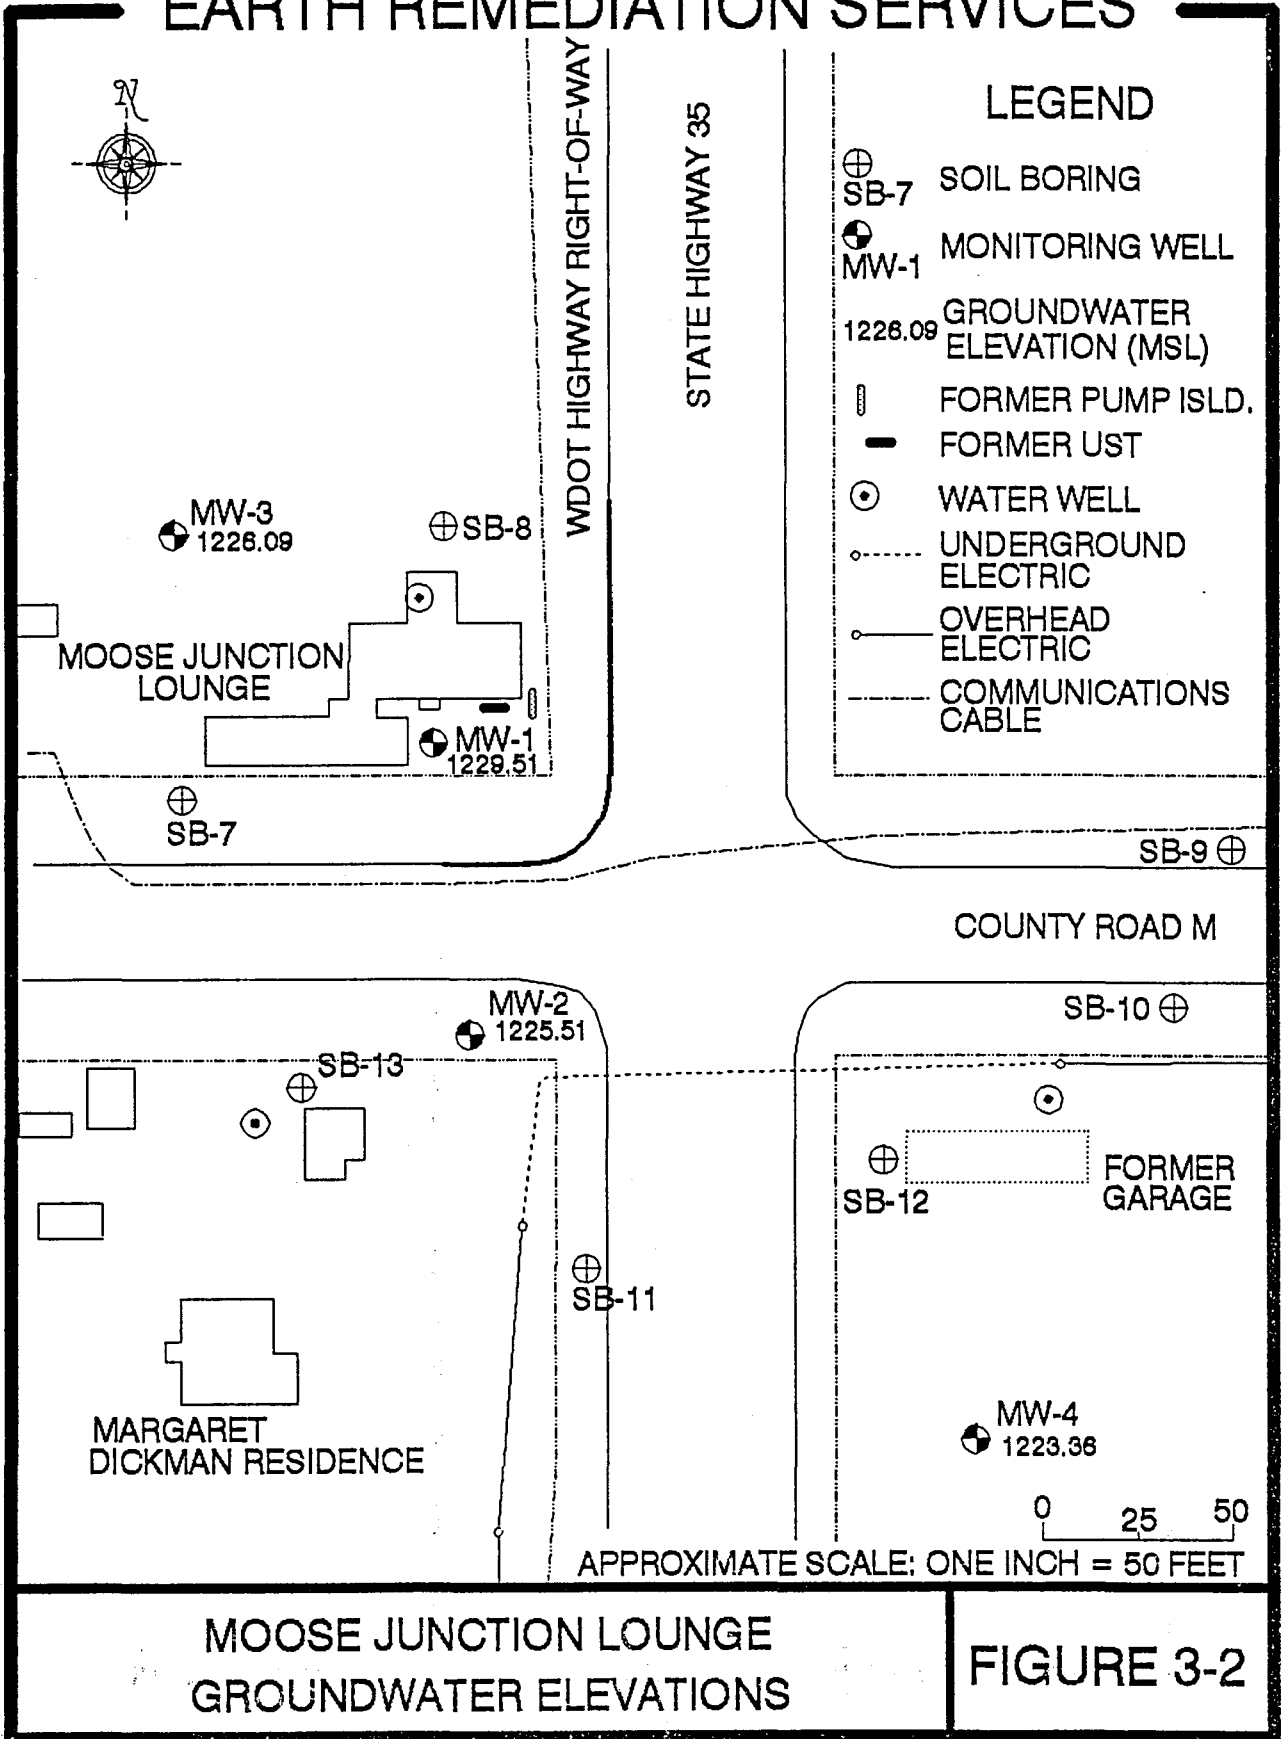 EARTH REMEDIATION SERVICES
N
WDOT HIGHWAY RIGHT-OF-WAY
STATE HIGHWAY 35
LEGEND
SB-7 SOIL BORING
MW-1 MONITORING WELL
1226.09 GROUNDWATER
ELEVATION (MSL)
FORMER PUMP ISLD.
FORMER UST
WATER WELL
UNDERGROUND
ELECTRIC
OVERHEAD
ELECTRIC
COMMUNICATIONS
CABLE
MW-3
1226.09
SB-8
MOOSE JUNCTION
LOUNGE
MW-1
1229.51
SB-7
SB-9
COUNTY ROAD M
MW-2
1225.51
SB-10
SB-13
SB-12
FORMER
GARAGE
SB-11
MARGARET
DICKMAN RESIDENCE
MW-4
1223.36
0 25 50
APPROXIMATE SCALE: ONE INCH = 50 FEET
MOOSE JUNCTION LOUNGE
GROUNDWATER ELEVATIONS
FIGURE 3-2